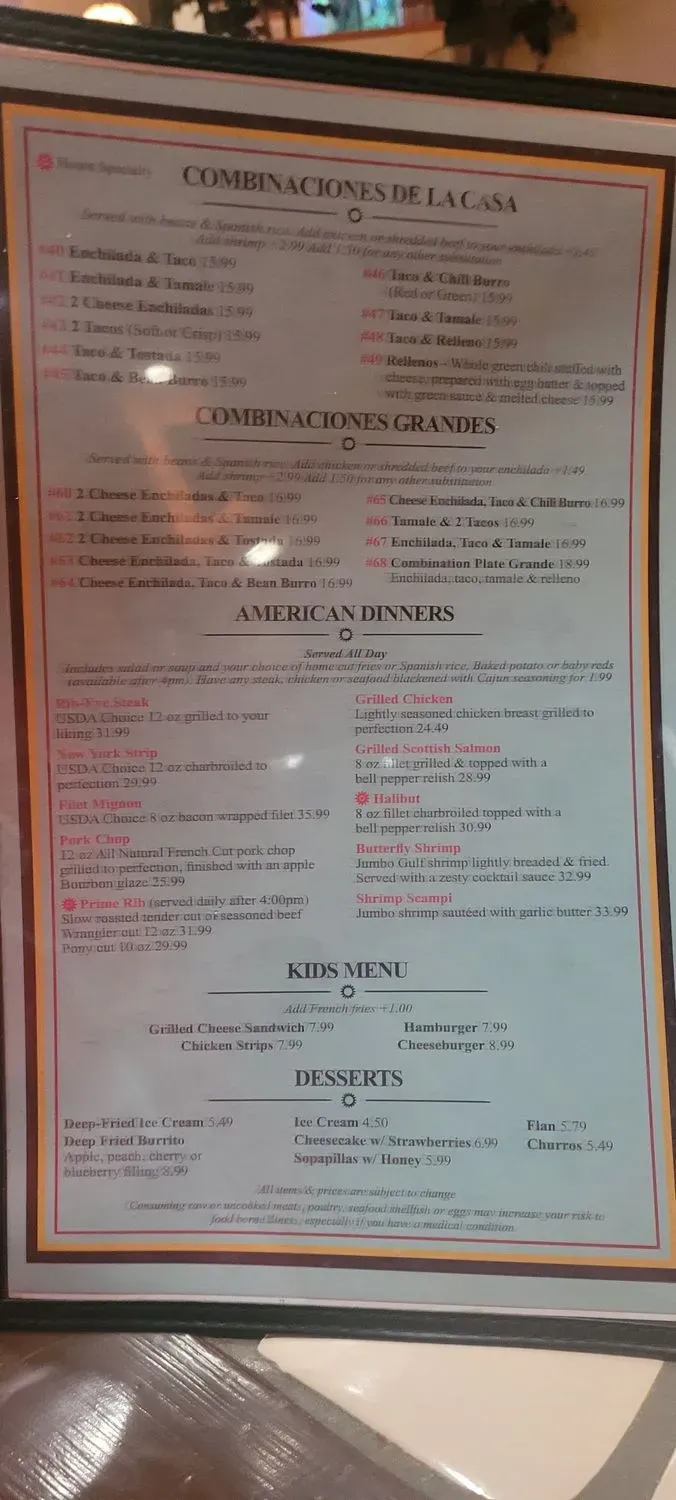 House Specialty
COMBINACIONES DE LA CASA
Served with beans & Spanish rice. Add chicken or shredded beef to your enchilada
Add shrimp +2.99 Add 1.50 for any other substitution
#40 Enchilada & Taco 15.99
#41 Enchilada & Tamale 15.99
#42 2 Cheese Enchiladas 15.99
#43 2 Tacos (Soft or Crisp) 15.99
#44 Taco & Tostada 15.99
#45 Taco & Bean Burro 15.99
#46 Taco & Chili Burro
(Red or Green) 15.99
#47 Taco & Tamale 15.99
#48 Taco & Relleno 15.99
#49 Rellenos - Whole green chili stuffed with
cheese, prepared with egg batter & topped
with green sauce & melted cheese 15.99
COMBINACIONES GRANDES
Served with beans & Spanish rice. Add chicken or shredded beef to your enchilada +1.49
Add shrimp +2.99 Add 1.50 for any other substitution
#60 2 Cheese Enchiladas & Taco 16.99
#61 2 Cheese Enchiladas & Tamale 16.99
#62 2 Cheese Enchiladas & Tostada 16.99
#63 Cheese Enchilada, Taco & Tostada 16.99
#64 Cheese Enchilada, Taco & Bean Burro 16.99
#65 Cheese Enchilada, Taco & Chili Burro 16.99
#66 Tamale & 2 Tacos 16.99
#67 Enchilada, Taco & Tamale 16.99
#68 Combination Plate Grande 18.99
Enchilada, taco, tamale & relleno
AMERICAN DINNERS
Served All Day
Includes salad or soup and your choice of home cut fries or Spanish rice, Baked potato or baby reds
(available after 4pm). Have any steak, chicken or seafood blackened with Cajun seasoning for 1.99
Rib-Eye Steak
USDA Choice 12 oz grilled to your
liking 31.99
New York Strip
USDA Choice 12 oz charbroiled to
perfection 29.99
Filet Mignon
USDA Choice 8 oz bacon wrapped filet 35.99
Pork Chop
12 oz All Natural French Cut pork chop
grilled to perfection, finished with an apple
Bourbon glaze 25.99
Prime Rib (served daily after 4:00pm)
Slow roasted tender cut of seasoned beef
Wrangler cut 12 oz 31.99
Pony cut 10 oz 29.99
Grilled Chicken
Lightly seasoned chicken breast grilled to
perfection 24.49
Grilled Scottish Salmon
8 oz fillet grilled & topped with a
bell pepper relish 28.99
Halibut
8 oz fillet charbroiled topped with a
bell pepper relish 30.99
Butterfly Shrimp
Jumbo Gulf shrimp lightly breaded & fried.
Served with a zesty cocktail sauce 32.99
Shrimp Scampi
Jumbo shrimp sautéed with garlic butter 33.99
KIDS MENU
Add French fries +1.00
Grilled Cheese Sandwich 7.99
Chicken Strips 7.99
Hamburger 7.99
Cheeseburger 8.99
DESSERTS
Deep-Fried Ice Cream 5.49
Deep Fried Burrito
Apple, peach, cherry or
blueberry filling 8.99
Ice Cream 4.50
Cheesecake w/ Strawberries 6.99
Sopapillas w/ Honey 5.99
Flan 5.79
Churros 5.49
All items & prices are subject to change
Consuming raw or uncooked meats, poultry, seafood shellfish or eggs may increase your risk to
food borne illness, especially if you have a medical condition